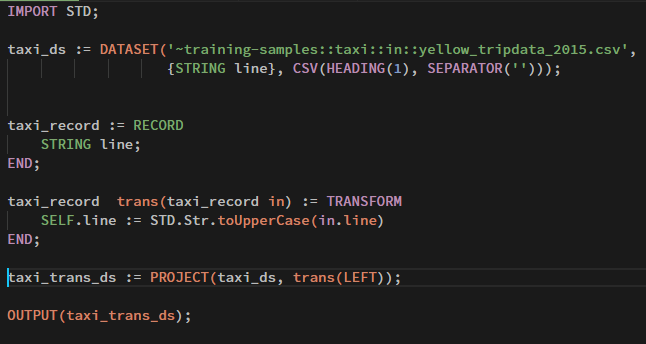 IMPORT STD;
taxi_ds := DATASET('~training-samples::taxi::in::yellow_tripdata_2015.csv',
{STRING line}, CSV(HEADING(1), SEPARATOR('')));
taxi_record := RECORD
STRING line;
END;
taxi_record  trans(taxi_record in) := TRANSFORM
SELF.line := STD.Str.toUpperCase(in.line)
END;
taxi_trans_ds := PROJECT(taxi_ds, trans(LEFT));
OUTPUT(taxi_trans_ds);